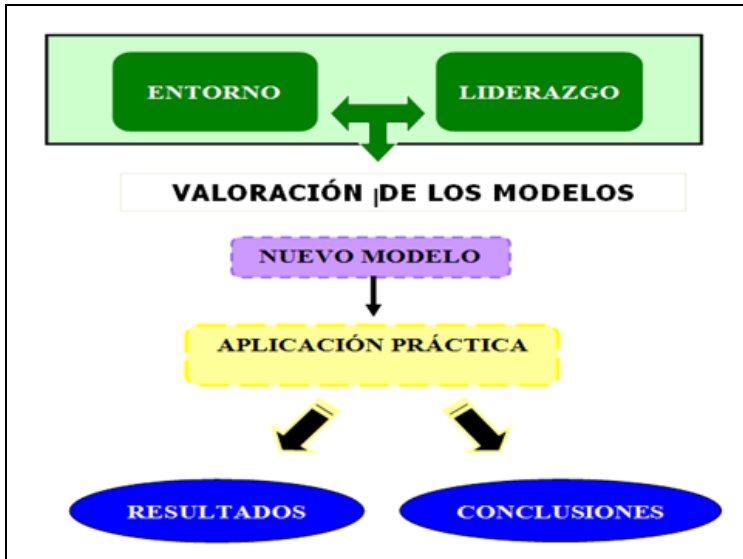 ENTORNO
LIDERAZGO
VALORACIÓN DE LOS MODELOS
NUEVO MODELO
APLICACIÓN PRÁCTICA
RESULTADOS
CONCLUSIONES